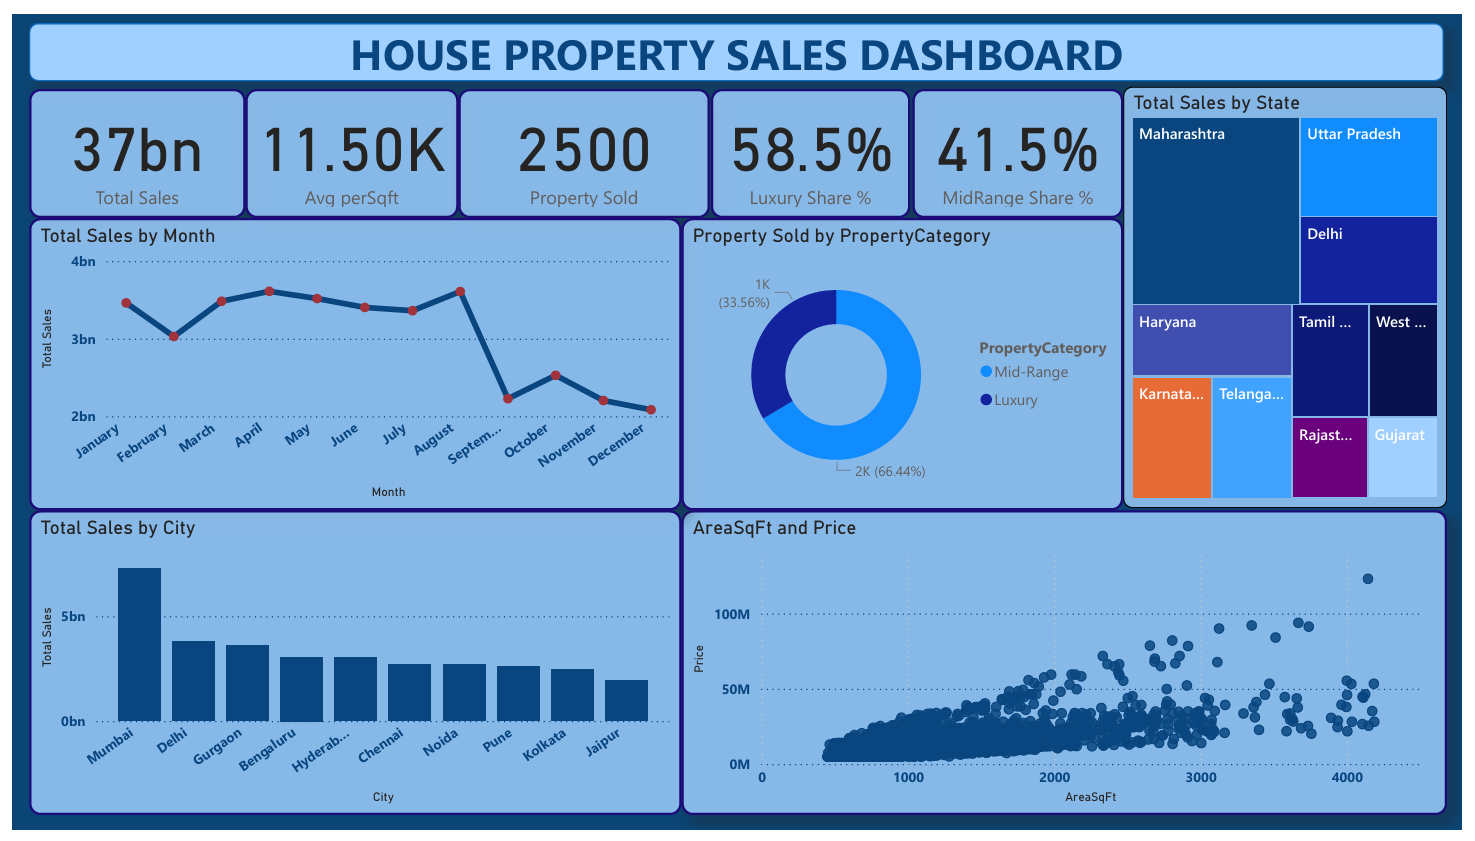 HOUSE PROPERTY SALES DASHBOARD
37bn
Total Sales
11.50K
Avg perSqft
2500
Property Sold
58.5%
Luxury Share %
41.5%
MidRange Share %
Total Sales by State
Maharashtra
Uttar Pradesh
Delhi
Haryana
Tamil ...
West ...
Karnata...
Telanga...
Rajast...
Gujarat
Total Sales by Month
Total Sales
4bn
3bn
2bn
January
February
March
April
May
June
July
August
Septem...
October
November
December
Month
Property Sold by PropertyCategory
1K
(33.56%)
2K (66.44%)
PropertyCategory
Mid-Range
Luxury
Total Sales by City
Total Sales
5bn
0bn
Mumbai
Delhi
Gurgaon
Bengaluru
Hyderab...
Chennai
Noida
Pune
Kolkata
Jaipur
City
AreaSqFt and Price
Price
100M
50M
0M
0
1000
2000
3000
4000
AreaSqFt